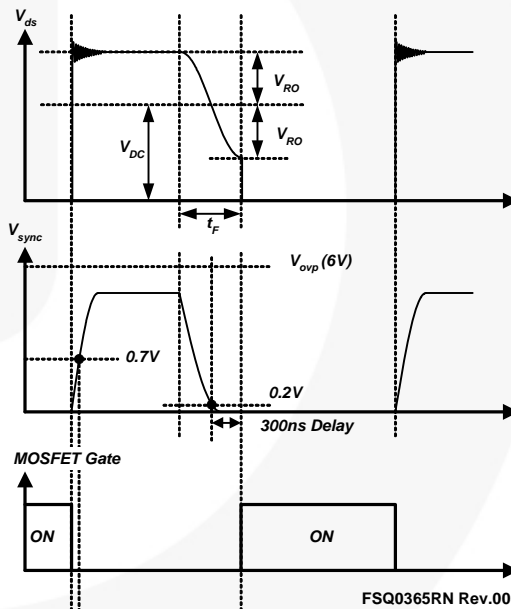 V_ds
V_RO
V_RO
V_DC
t_F
V_sync
V_ovp (6V)
0.7V
0.2V
300ns Delay
MOSFET Gate
ON
ON
FSQ0365RN Rev.00